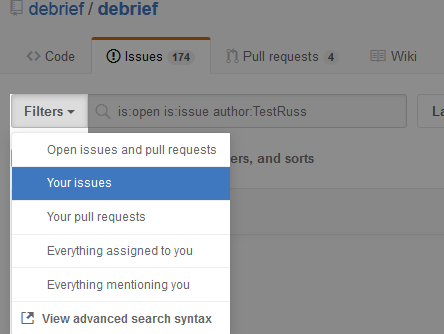 debrief / debrief
Code
Issues 174
Pull requests 4
Wiki
Filters
is:open is:issue author:TestRuss
Open issues and pull requests
ers, and sorts
Your issues
Your pull requests
Everything assigned to you
Everything mentioning you
View advanced search syntax